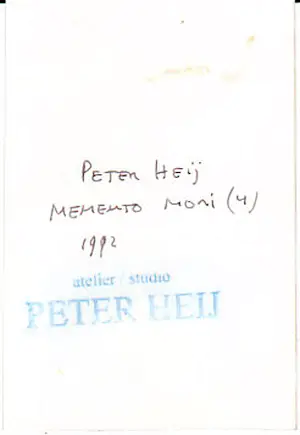 PETER HEIJ
MEMENTO MORI (4)
1992
atelier / studio
PETER HEIJ